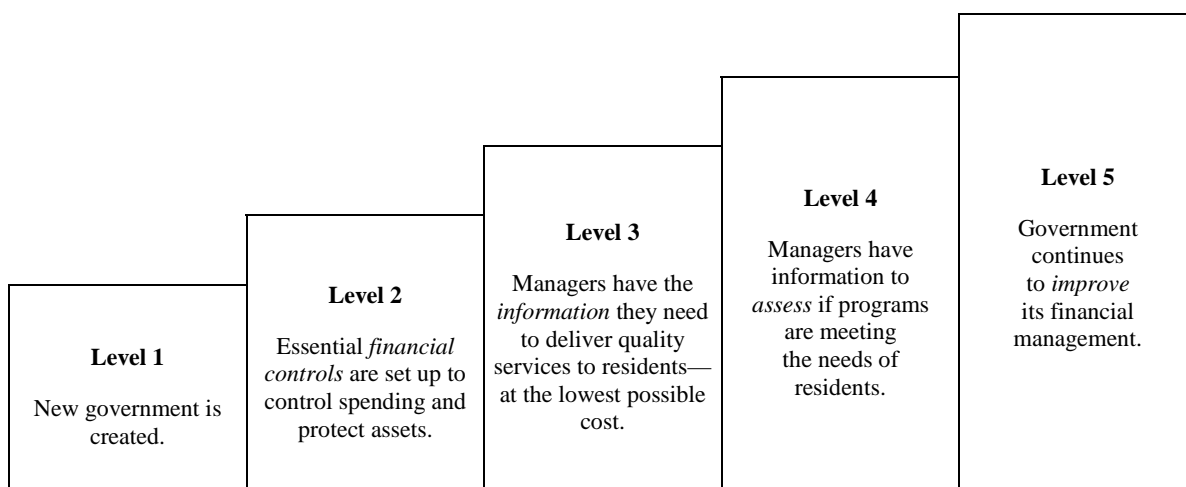 Level 1
New government is
created.
Level 2
Essential financial
controls are set up to
control spending and
protect assets.
Level 3
Managers have the
information they need
to deliver quality
services to residents—
at the lowest possible
cost.
Level 4
Managers have
information to
assess if programs
are meeting
the needs of
residents.
Level 5
Government
continues
to improve
its financial
management.